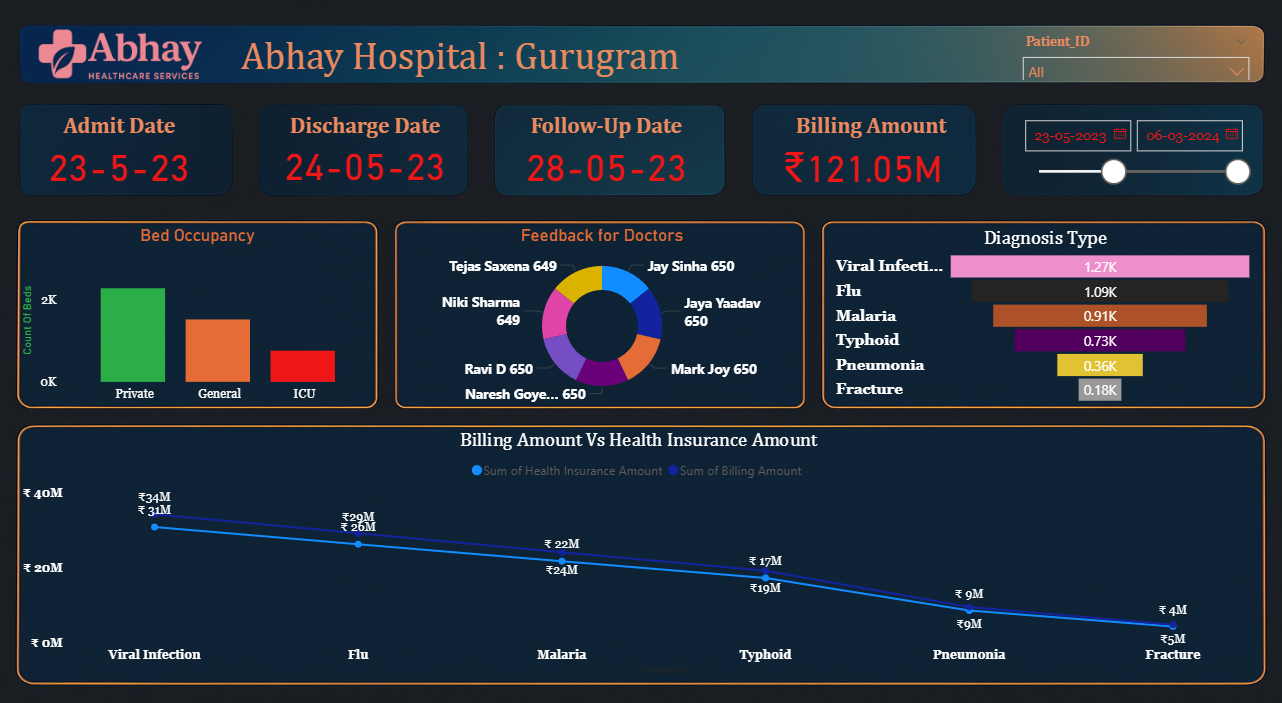 Abhay
HEALTHCARE SERVICES
Abhay Hospital : Gurugram
Patient_ID
All
Admit Date
23-5-23
Discharge Date
24-05-23
Follow-Up Date
28-05-23
Billing Amount
₹121.05M
23-05-2023
06-03-2024
Bed Occupancy
Count Of Beds
2K
0K
Private
General
ICU
Feedback for Doctors
Tejas Saxena 649
Jay Sinha 650
Niki Sharma
649
Jaya Yaadav
650
Ravi D 650
Mark Joy 650
Naresh Goye... 650
Diagnosis Type
Viral Infecti... 1.27K
Flu 1.09K
Malaria 0.91K
Typhoid 0.73K
Pneumonia 0.36K
Fracture 0.18K
Billing Amount Vs Health Insurance Amount
Sum of Health Insurance Amount Sum of Billing Amount
₹ 40M
₹ 20M
₹ 0M
₹34M
₹ 31M
₹29M
₹ 26M
₹ 22M
₹24M
₹ 17M
₹19M
₹ 9M
₹9M
₹ 4M
₹5M
Viral Infection
Flu
Malaria
Typhoid
Pneumonia
Fracture